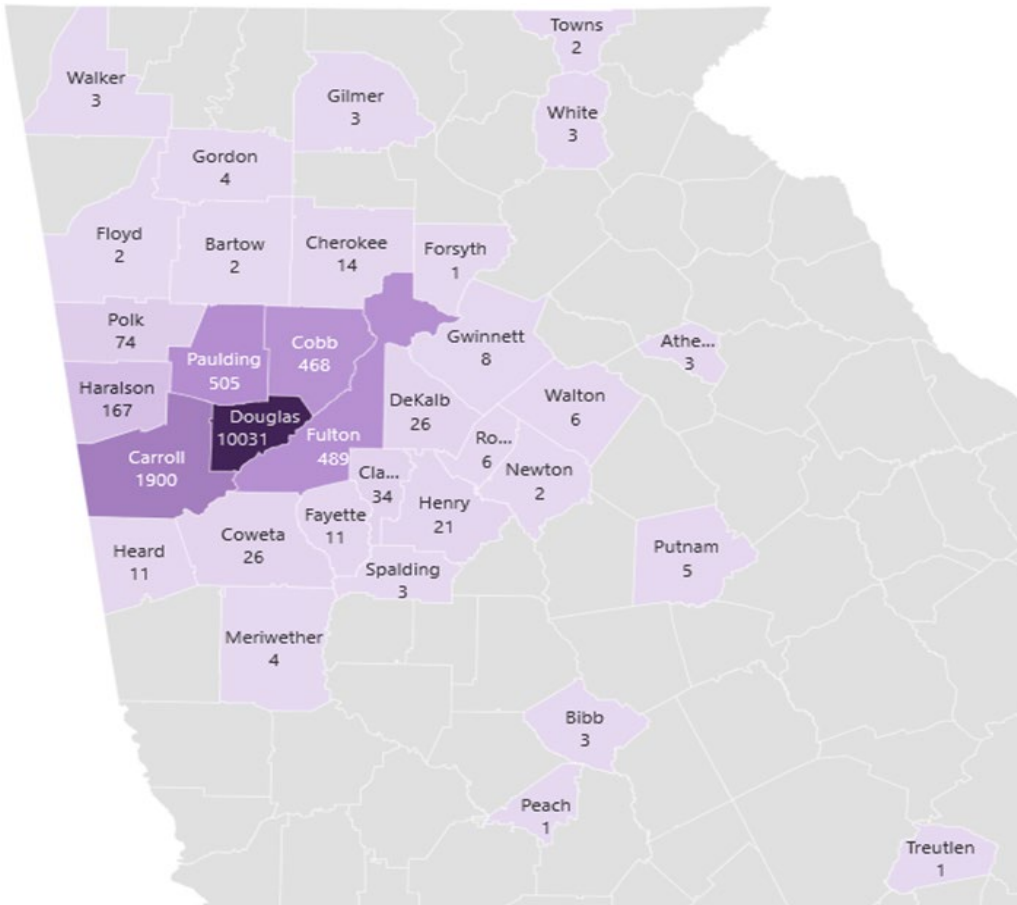 Towns
2
Walker
3
Gilmer
3
White
3
Gordon
4
Floyd
2
Bartow
2
Cherokee
14
Forsyth
1
Polk
74
Paulding
505
Cobb
468
Gwinnett
8
Athe...
3
Haralson
167
Douglas
10031
DeKalb
26
Walton
6
Carroll
1900
Fulton
489
Ro...
6
Cla...
34
Newton
2
Henry
21
Fayette
11
Coweta
26
Heard
11
Spalding
3
Putnam
5
Meriwether
4
Bibb
3
Peach
1
Treutlen
1